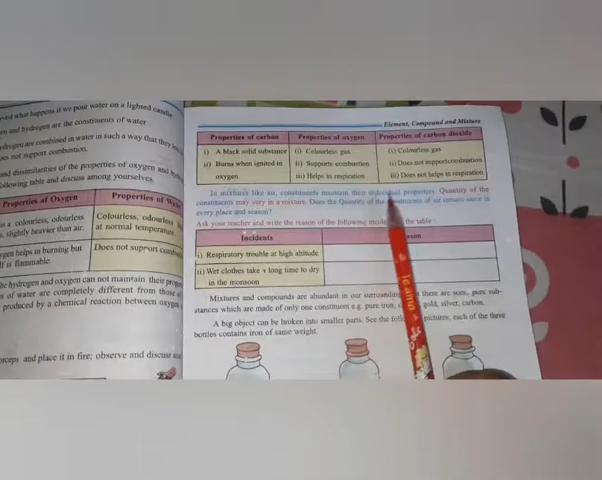 erved what happens if we pour water on a lighted candle
en and hydrogen are the constituents of water
hydrogen are combined in water in such a way that they
oes not support combustion.
and dissimilarities of the properties of oxygen and hy
following table and discuss among yourselves.
Properties of Oxygen
Properties of
is a colourless, odourless
s, slightly heavier than air.
Colourless, odourless
at normal temperature.
ygen helps in burning but
lf is flammable.
Does not support combustion
he hydrogen and oxygen can not maintain their prop
s of water are completely different from those
produced by a chemical reaction between oxygen
orceps and place it in fire; observe and discuss
Element, Compound and Mixture
Properties of carbon
Properties of oxygen
Properties of carbon dioxide
i) A black solid substance
ii) Burns when ignited in
oxygen.
(i) Colourless gas
ii) Supports combustion
iii) Helps in respiration
(i) Colourless gas
ii) Does not support combustion
iii) Does not helps in respiration
In mixtures like air, constituents maintain their individual properties. Quantity of the
constituents may vary in a mixture. Does the Quantity of the constituents of air remain same in
every place and season?
Ask your teacher and write the reason of the following incidents in the table
Incidents
ason
i) Respiratory trouble at high altitude
ii) Wet clothes take a long time to dry
in the monsoon
Mixtures and compounds are abundant in our surrounding there are some pure sub-
stances which are made of only one constituent e.g. pure iron, gold, silver, carbon.
A big object can be broken into smaller parts. See the pictures, each of the three
bottles contains iron of same weight.